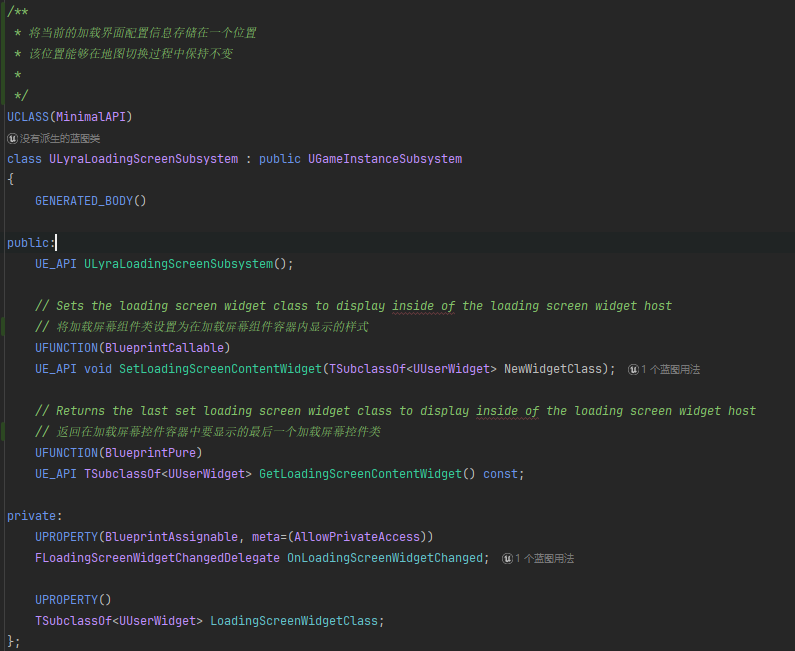 /**
 * 将当前的加载界面配置信息存储在一个位置
 * 该位置能够在地图切换过程中保持不变
 *
 */
UCLASS(MinimalAPI)
没有派生的蓝图类
class ULyraLoadingScreenSubsystem : public UGameInstanceSubsystem
{
    GENERATED_BODY()
public:
    UE_API ULyraLoadingScreenSubsystem();
    // Sets the loading screen widget class to display inside of the loading screen widget host
    // 将加载屏幕组件类设置为在加载屏幕组件容器内显示的样式
    UFUNCTION(BlueprintCallable)
    UE_API void SetLoadingScreenContentWidget(TSubclassOf<UUserWidget> NewWidgetClass); 1 个蓝图用法
    // Returns the last set loading screen widget class to display inside of the loading screen widget host
    // 返回在加载屏幕控件容器中要显示的最后一个加载屏幕控件类
    UFUNCTION(BlueprintPure)
    UE_API TSubclassOf<UUserWidget> GetLoadingScreenContentWidget() const;
private:
    UPROPERTY(BlueprintAssignable, meta=(AllowPrivateAccess))
    FLoadingScreenWidgetChangedDelegate OnLoadingScreenWidgetChanged; 1 个蓝图用法
    UPROPERTY()
    TSubclassOf<UUserWidget> LoadingScreenWidgetClass;
};